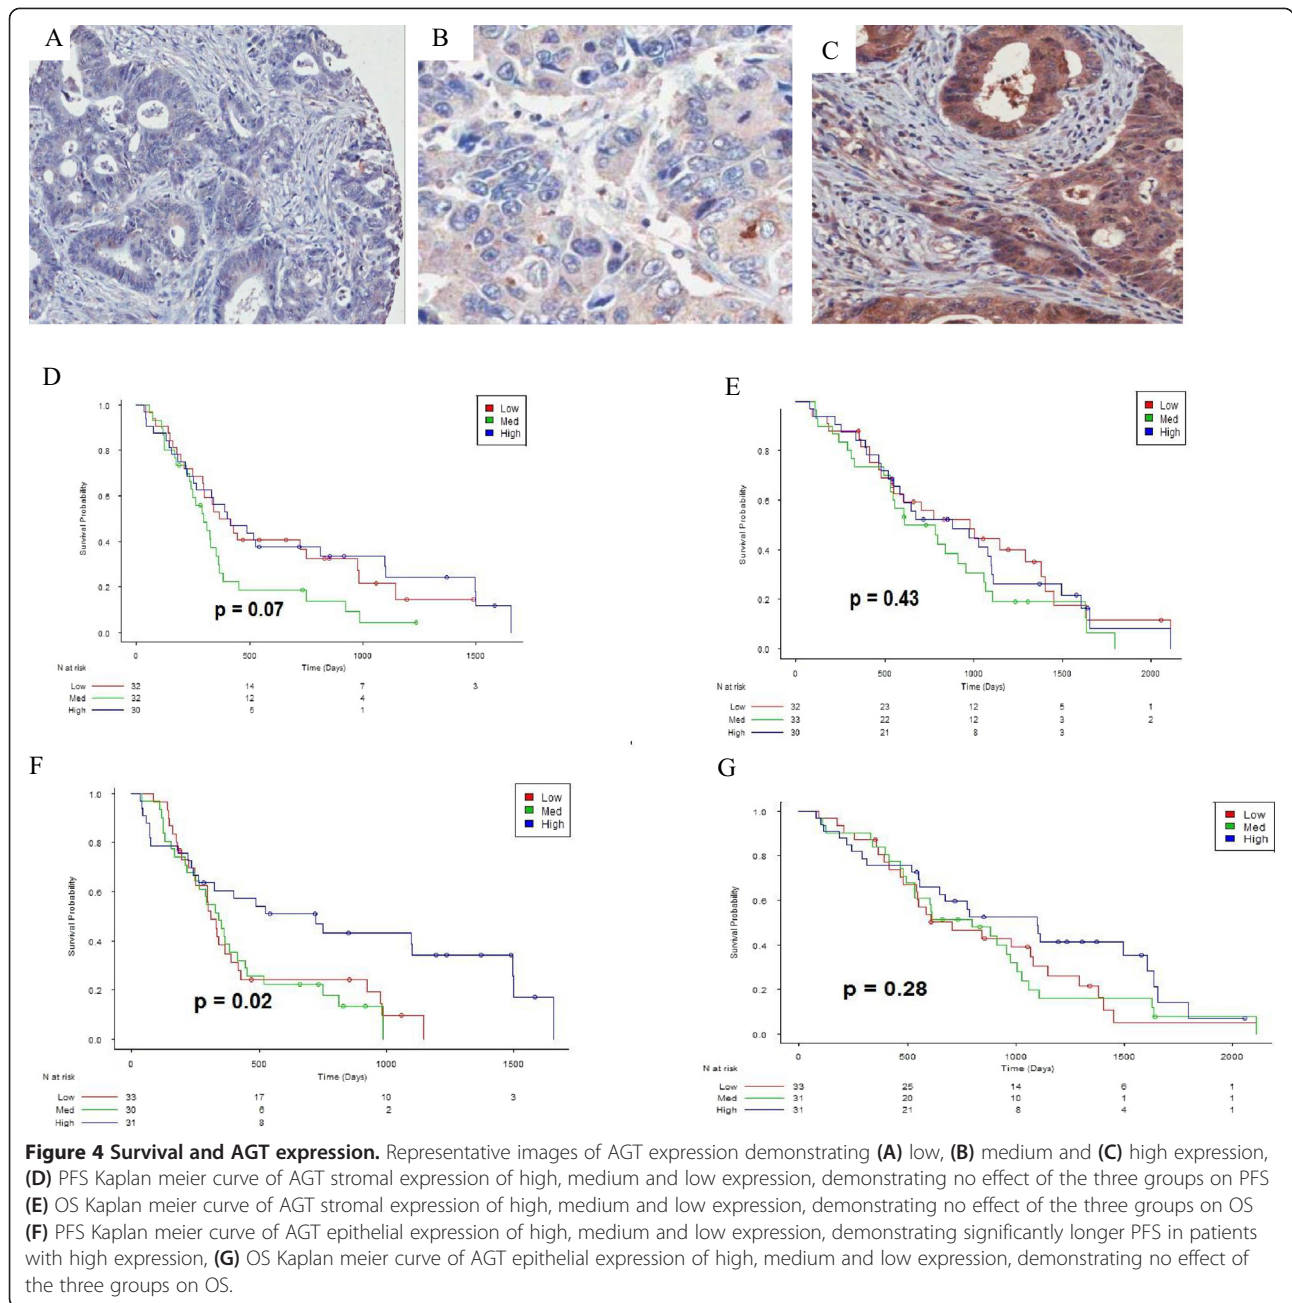 A
B
C
D
Low
Med
High
1.0
0.8
0.6
0.4
0.2
0.0
Survival Probability
p = 0.07
0 500 1000 1500
Time (Days)
N at risk
Low 32 14 7 3
Med 32 12 4
High 30 5 1
E
Low
Med
High
0.8
0.6
0.4
0.2
0.0
Survival Probability
p = 0.43
0 500 1000 1500 2000
Time (Days)
N at risk
Low 32 23 12 5 1
Med 33 22 12 3 2
High 30 21 8 3
F
Low
Med
High
1.0
0.8
0.6
0.4
0.2
0.0
Survival Probability
p = 0.02
0 500 1000 1500
Time (Days)
N at risk
Low 33 17 10 3
Med 30 6 2
High 31 8
G
Low
Med
High
1.0
0.8
0.6
0.4
0.2
0.0
Survival Probability
p = 0.28
0 500 1000 1500 2000
Time (Days)
N at risk
Low 33 25 14 6 1
Med 31 20 10 1 1
High 31 21 8 4 1
Figure 4 Survival and AGT expression. Representative images of AGT expression demonstrating (A) low, (B) medium and (C) high expression,
(D) PFS Kaplan meier curve of AGT stromal expression of high, medium and low expression, demonstrating no effect of the three groups on PFS
(E) OS Kaplan meier curve of AGT stromal expression of high, medium and low expression, demonstrating no effect of the three groups on OS
(F) PFS Kaplan meier curve of AGT epithelial expression of high, medium and low expression, demonstrating significantly longer PFS in patients
with high expression, (G) OS Kaplan meier curve of AGT epithelial expression of high, medium and low expression, demonstrating no effect of
the three groups on OS.